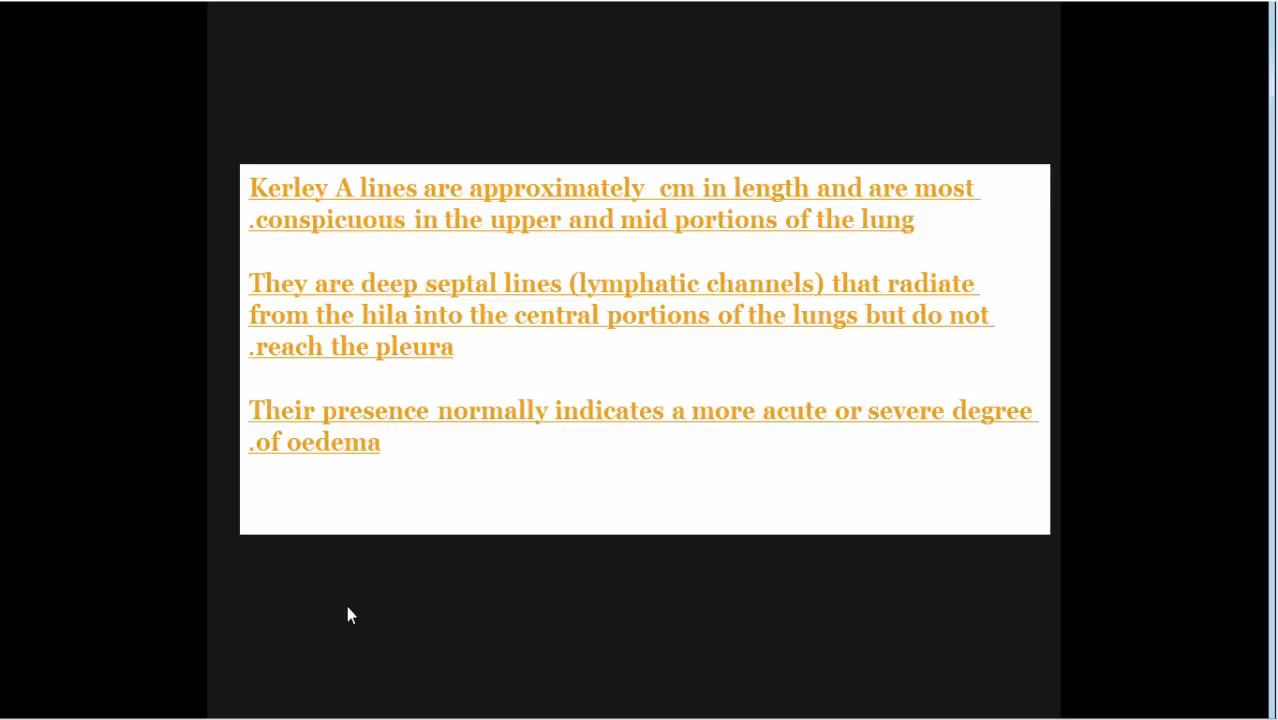 Kerley A lines are approximately  cm in length and are most
.conspicuous in the upper and mid portions of the lung
They are deep septal lines (lymphatic channels) that radiate
from the hila into the central portions of the lungs but do not
.reach the pleura
Their presence normally indicates a more acute or severe degree
.of oedema